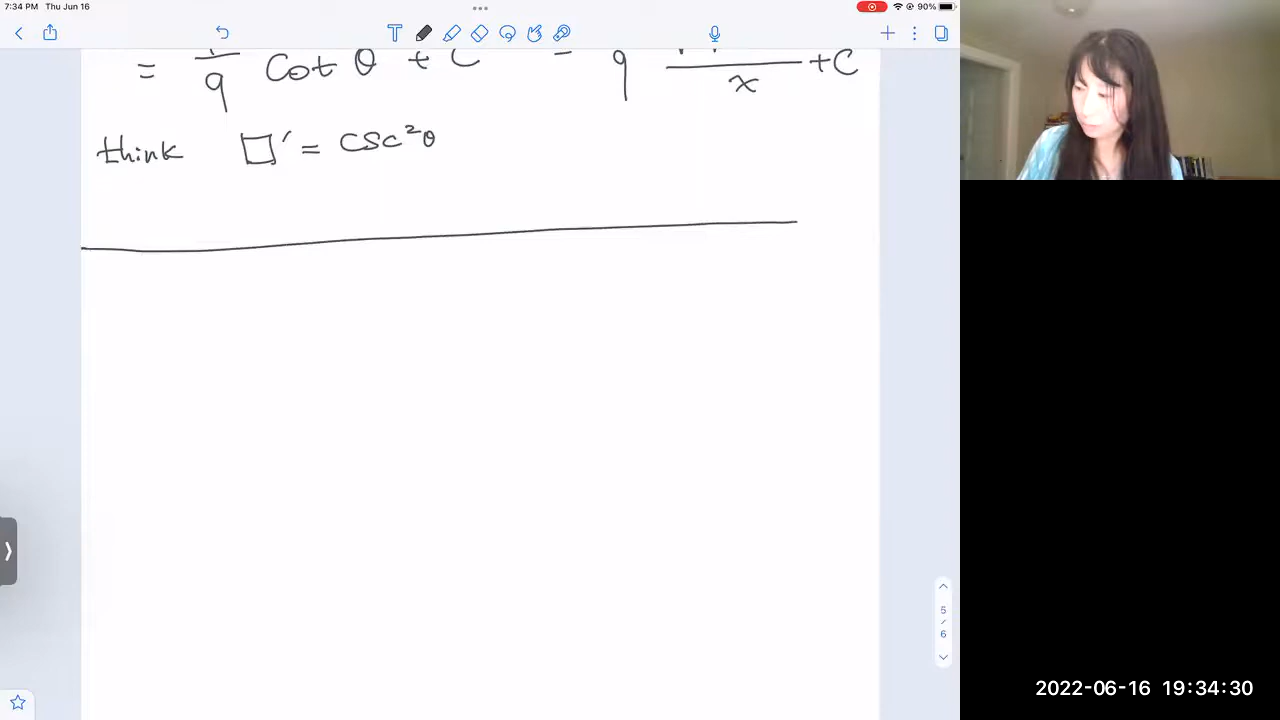 7:34 PM Thu Jun 16
90%
= 9 Cot θ + C = 9 x + C
think □′ = csc²θ
5
/
6
2022-06-16 19:34:30